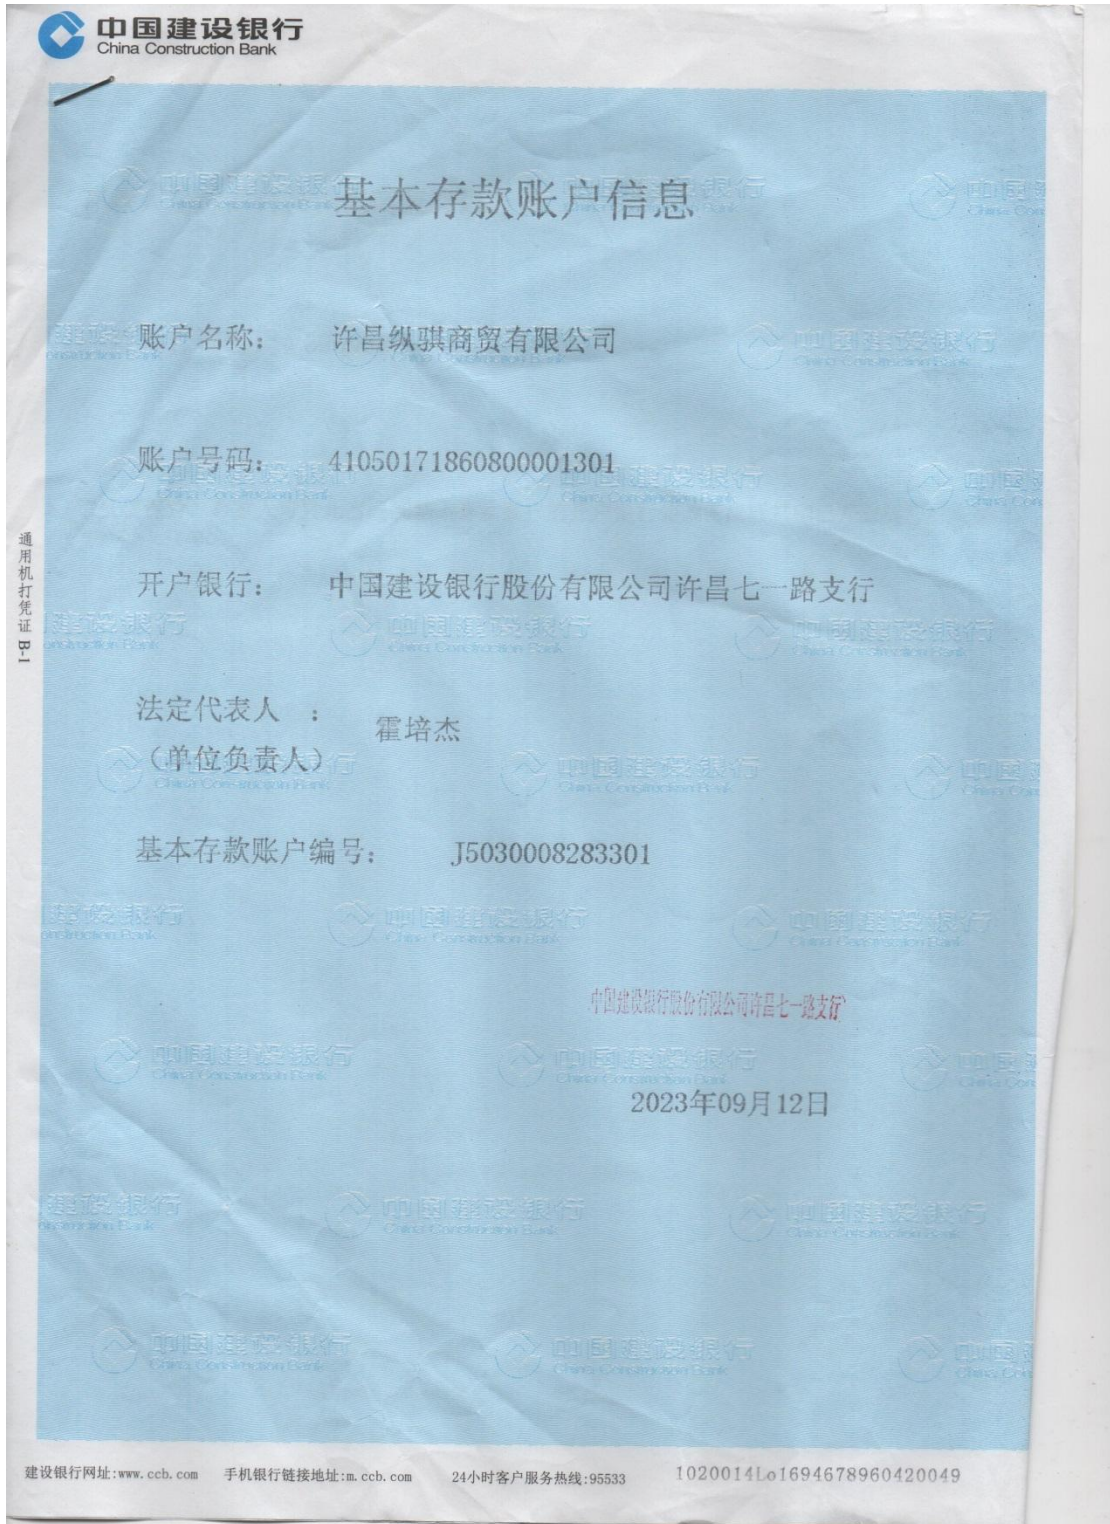 中国建设银行
China Construction Bank
基本存款账户信息
账户名称： 许昌纵骐商贸有限公司
账户号码： 41050171860800001301
开户银行： 中国建设银行股份有限公司许昌七一路支行
法定代表人 ：
（单位负责人） 霍培杰
基本存款账户编号： J5030008283301
中国建设银行股份有限公司许昌七一路支行
2023年09月12日
通用机打凭证 B-1
建设银行网址:www.ccb.com 手机银行链接地址:m.ccb.com 24小时客户服务热线:95533 1020014Lo1694678960420049